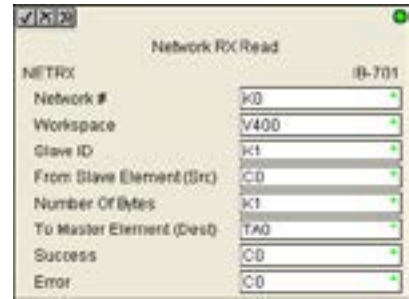 Network RX Read
NETRX IB-701
Network # K0
Workspace V400
Slave ID K1
From Slave Element (Src) C0
Number Of Bytes K1
To Master Element (Dest) TA0
Success C0
Error C0